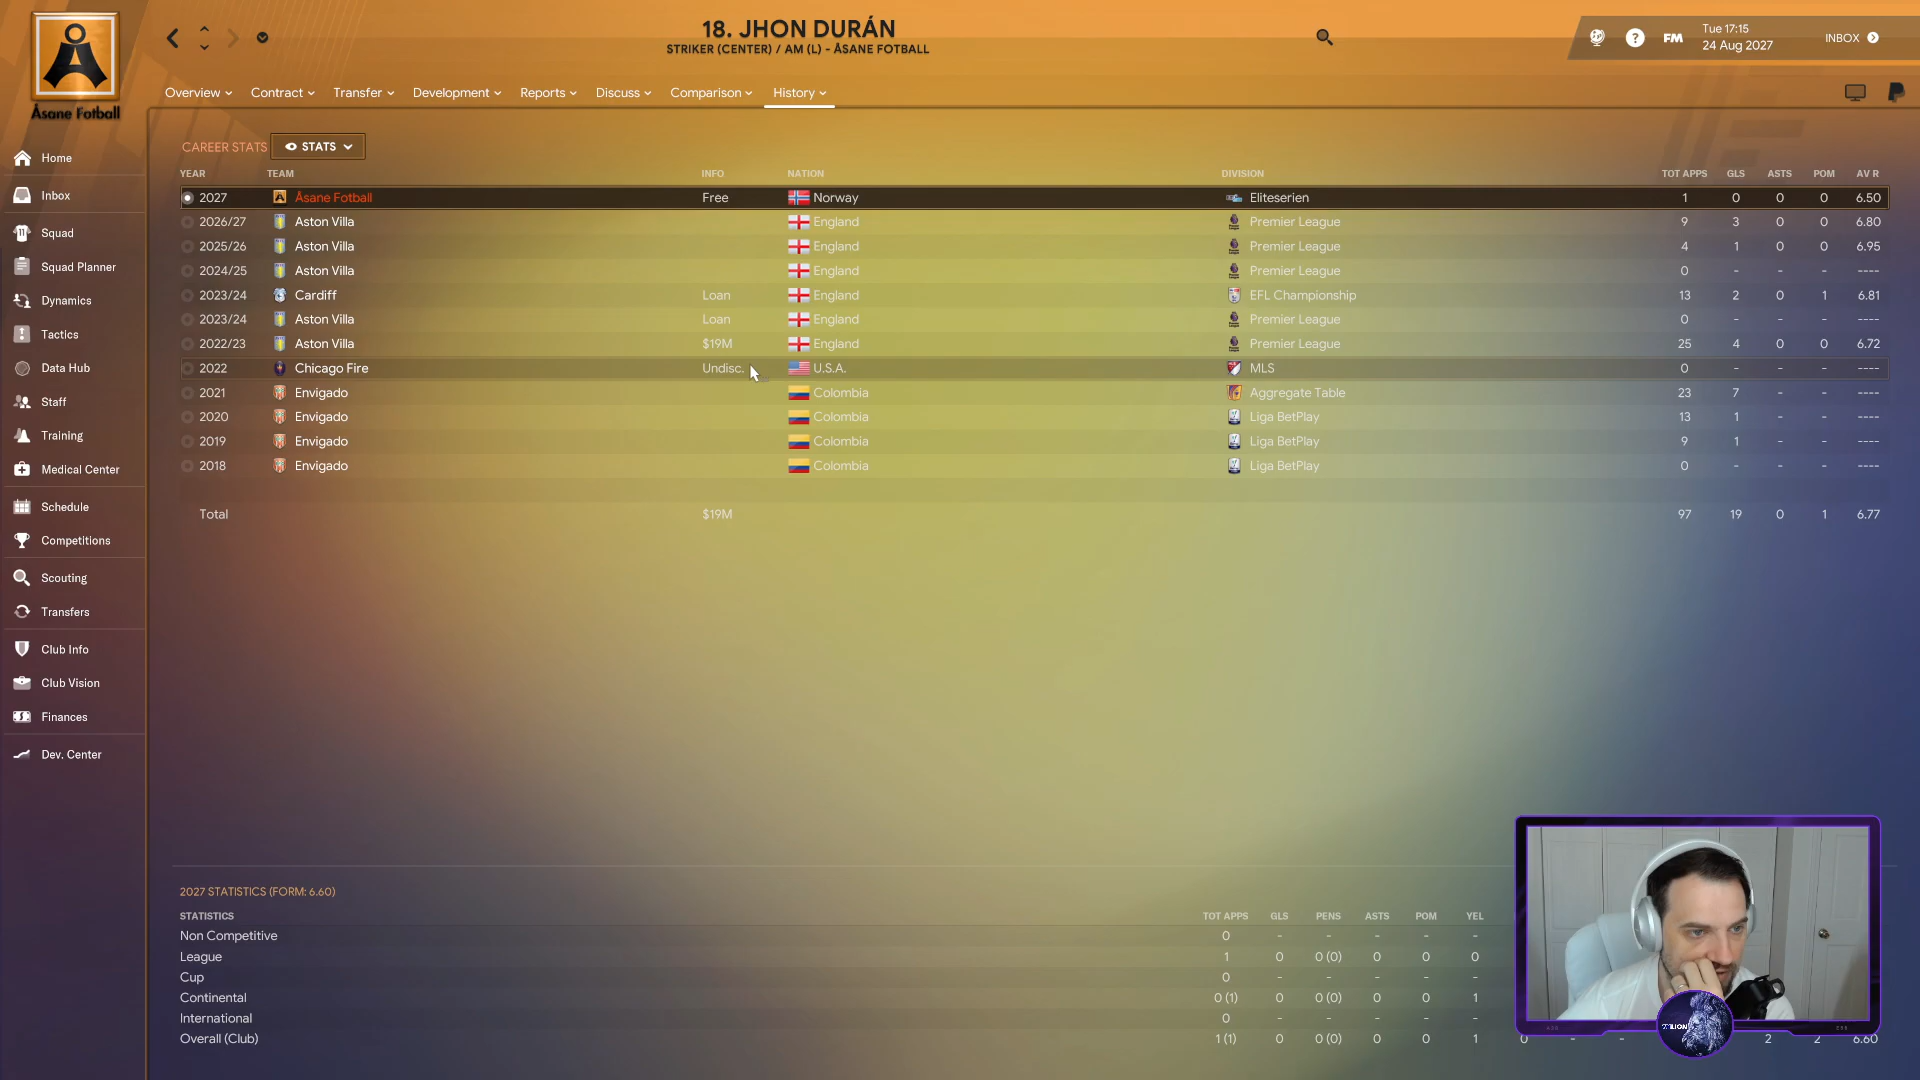 18. JHON DURÁN
STRIKER (CENTER) / AM (L) - ÅSANE FOTBALL
FM
Tue 17:15
24 Aug 2027
INBOX
Åsane Fotball
Overview Contract Transfer Development Reports Discuss Comparison History
Home
Inbox
Squad
Squad Planner
Dynamics
Tactics
Data Hub
Staff
Training
Medical Center
Schedule
Competitions
Scouting
Transfers
Club Info
Club Vision
Finances
Dev. Center
CAREER STATS STATS
YEAR TEAM INFO NATION DIVISION TOT APPS GLS ASTS POM AV R
2027 Åsane Fotball Free Norway Eliteserien 1 0 0 0 6.50
2026/27 Aston Villa England Premier League 9 3 0 0 6.80
2025/26 Aston Villa England Premier League 4 1 0 0 6.95
2024/25 Aston Villa England Premier League 0 - - - ----
2023/24 Cardiff Loan England EFL Championship 13 2 0 1 6.81
2023/24 Aston Villa Loan England Premier League 0 - - - ----
2022/23 Aston Villa $19M England Premier League 25 4 0 0 6.72
2022 Chicago Fire Undisc. U.S.A. MLS 0 - - - ----
2021 Envigado Colombia Aggregate Table 23 7 - - ----
2020 Envigado Colombia Liga BetPlay 13 1 - - ----
2019 Envigado Colombia Liga BetPlay 9 1 - - ----
2018 Envigado Colombia Liga BetPlay 0 - - - ----
Total $19M 97 19 0 1 6.77
2027 STATISTICS (FORM: 6.60)
STATISTICS TOT APPS GLS PENS ASTS POM YEL
Non Competitive 0 - - - - -
League 1 0 0 (0) 0 0 0
Cup 0 - - - - -
Continental 0 (1) 0 0 (0) 0 0 1
International 0 - - - - -
Overall (Club) 1 (1) 0 0 (0) 0 0 1 0 - - 2 2 6.60